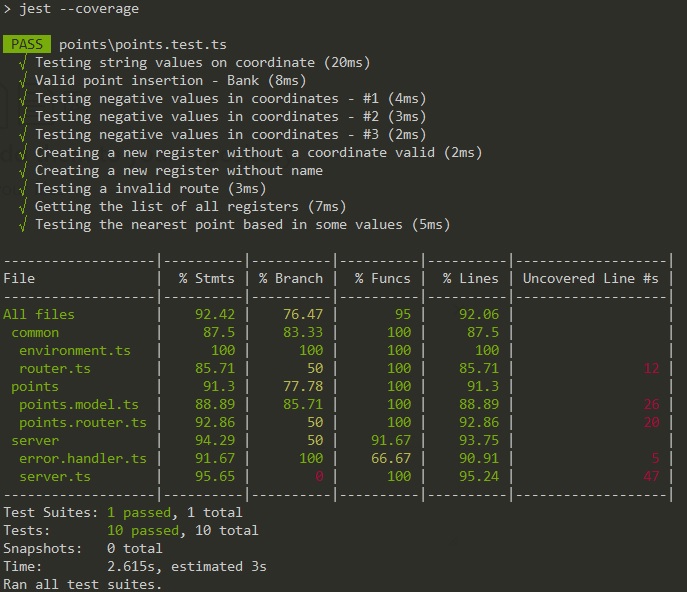 > jest --coverage
PASS points\points.test.ts
√ Testing string values on coordinate (20ms)
√ Valid point insertion - Bank (8ms)
√ Testing negative values in coordinates - #1 (4ms)
√ Testing negative values in coordinates - #2 (3ms)
√ Testing negative values in coordinates - #3 (2ms)
√ Creating a new register without a coordinate valid (2ms)
√ Creating a new register without name
√ Testing a invalid route (3ms)
√ Getting the list of all registers (7ms)
√ Testing the nearest point based in some values (5ms)
-------------------|----------|----------|----------|----------|-------------------|
File | % Stmts | % Branch | % Funcs | % Lines | Uncovered Line #s |
-------------------|----------|----------|----------|----------|-------------------|
All files | 92.42 | 76.47 | 95 | 92.06 | |
common | 87.5 | 83.33 | 100 | 87.5 | |
environment.ts | 100 | 100 | 100 | 100 | |
router.ts | 85.71 | 50 | 100 | 85.71 | 12 |
points | 91.3 | 77.78 | 100 | 91.3 | |
points.model.ts | 88.89 | 85.71 | 100 | 88.89 | 26 |
points.router.ts | 92.86 | 50 | 100 | 92.86 | 20 |
server | 94.29 | 50 | 91.67 | 93.75 | |
error.handler.ts | 91.67 | 100 | 66.67 | 90.91 | 5 |
server.ts | 95.65 | 0 | 100 | 95.24 | 47 |
-------------------|----------|----------|----------|----------|-------------------|
Test Suites: 1 passed, 1 total
Tests: 10 passed, 10 total
Snapshots: 0 total
Time: 2.615s, estimated 3s
Ran all test suites.